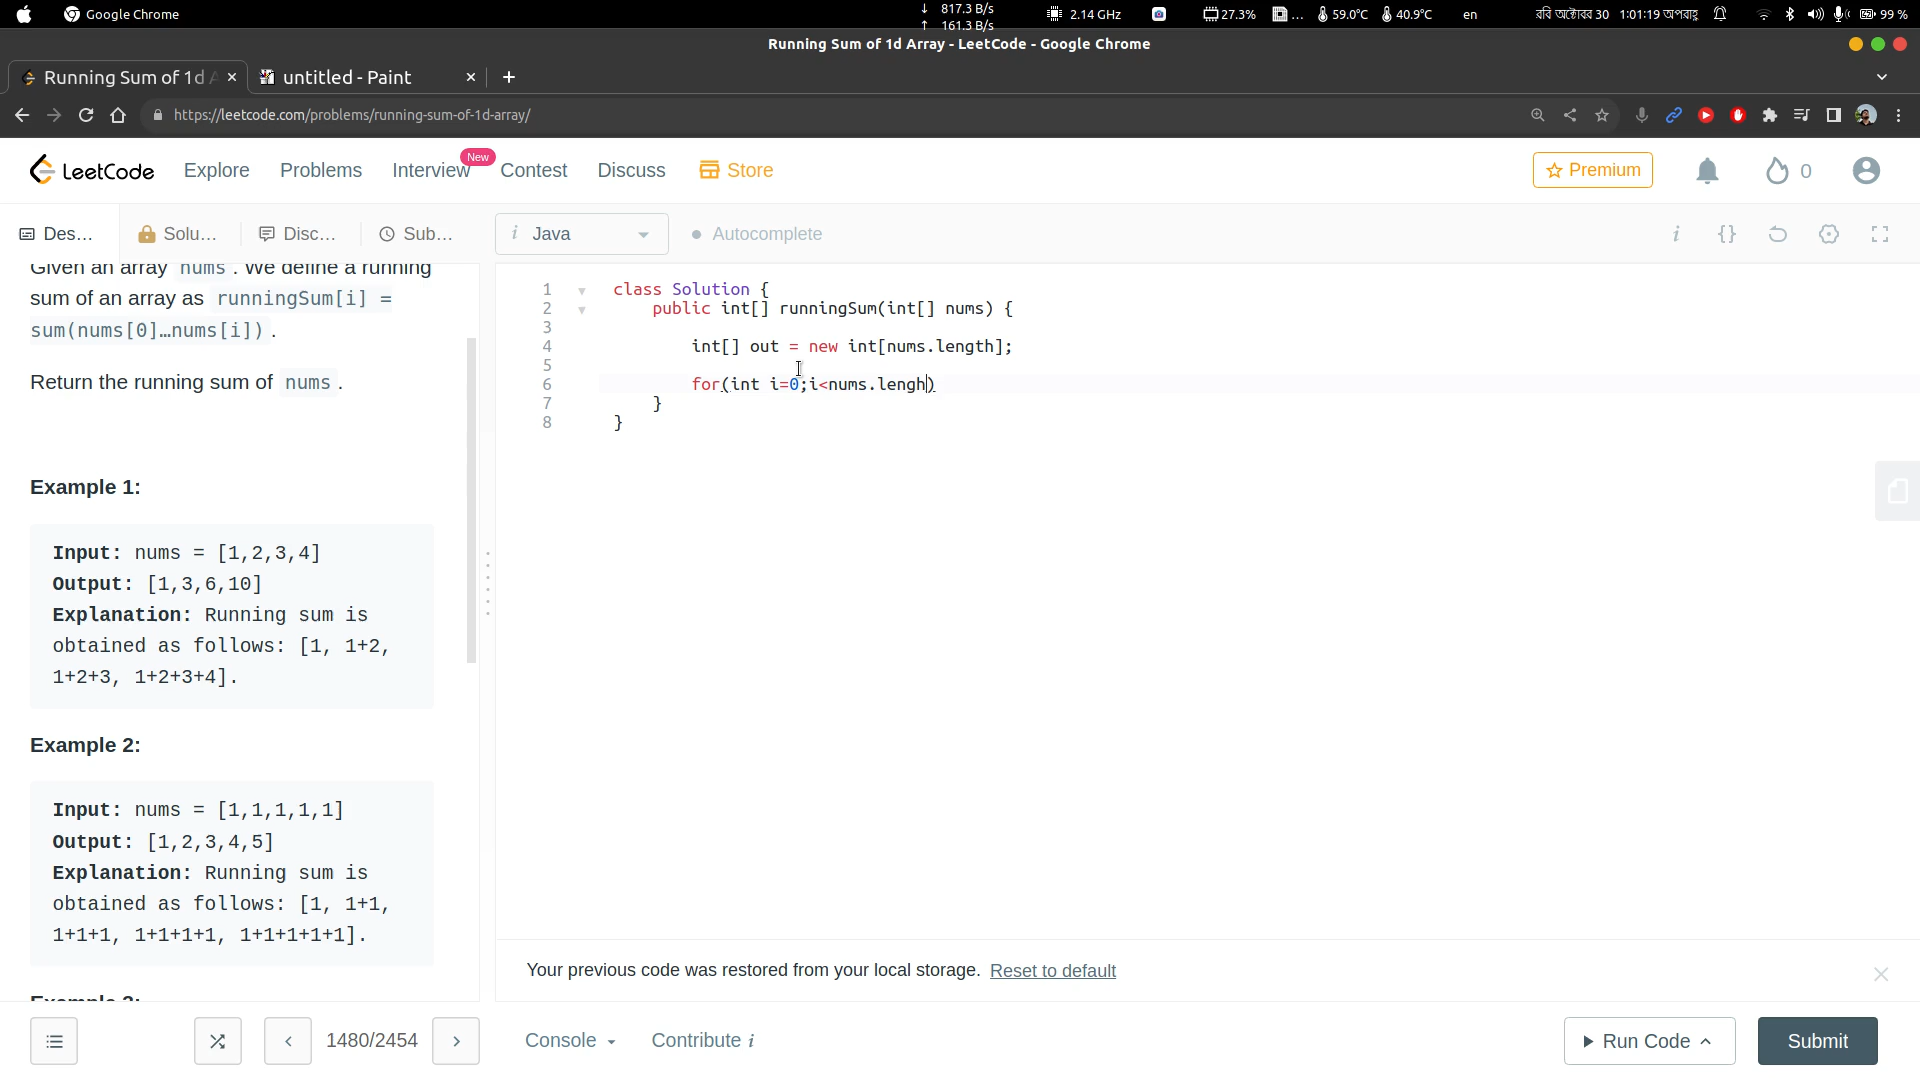 Google Chrome
↓ 817.3 B/s
↑ 161.3 B/s
2.14 GHz
27.3%
...
59.0°C
40.9°C
en
রবি অক্টোবর 30 1:01:19 অপরাহ্ণ
99 %
Running Sum of 1d Array - LeetCode - Google Chrome
Running Sum of 1d A
untitled - Paint
https://leetcode.com/problems/running-sum-of-1d-array/
LeetCode
Explore
Problems
Interview
New
Contest
Discuss
Store
Premium
0
Des...
Solu...
Disc...
Sub...
i Java
Autocomplete
i
{}
Given an array nums. We define a running
sum of an array as runningSum[i] =
sum(nums[0]…nums[i]).
Return the running sum of nums.
Example 1:
Input: nums = [1,2,3,4]
Output: [1,3,6,10]
Explanation: Running sum is
obtained as follows: [1, 1+2,
1+2+3, 1+2+3+4].
Example 2:
Input: nums = [1,1,1,1,1]
Output: [1,2,3,4,5]
Explanation: Running sum is
obtained as follows: [1, 1+1,
1+1+1, 1+1+1+1, 1+1+1+1+1].
1 class Solution {
2 public int[] runningSum(int[] nums) {
3
4 int[] out = new int[nums.length];
5
6 for(int i=0;i<nums.lengh)
7 }
8 }
Your previous code was restored from your local storage. Reset to default
1480/2454
Console
Contribute i
Run Code
Submit